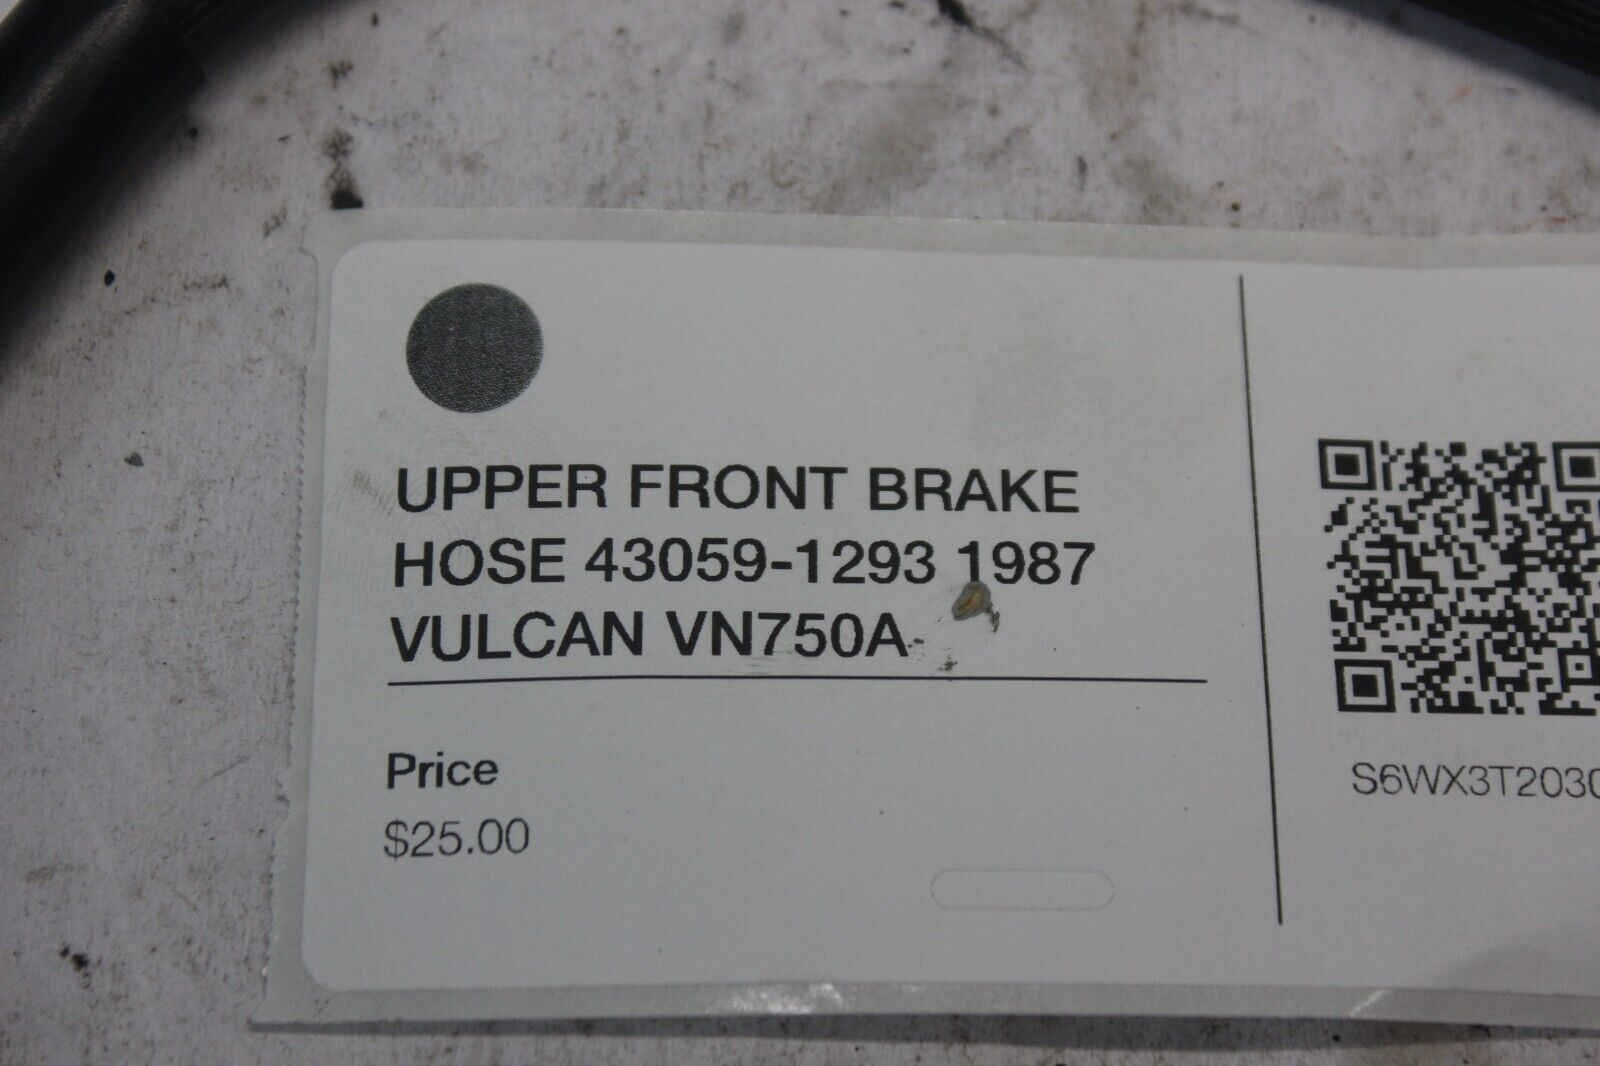 UPPER FRONT BRAKE
HOSE 43059-1293 1987
VULCAN VN750A
Price
$25.00
S6WX3T2030